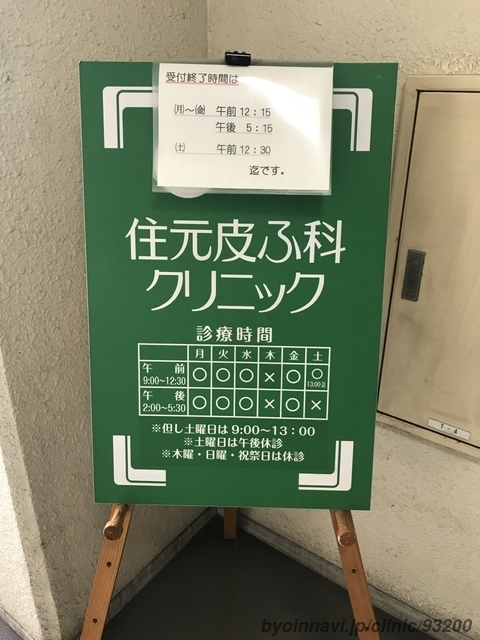 受付終了時間は
㈪～㈮ 午前 12：15
午後 5：15
㈯ 午前 12：30
迄です。
住元皮ふ科
クリニック
診療時間
月 火 水 木 金 土
午前 9:00～12:30 ○ ○ ○ × ○ ○ 13:00迄
午後 2:00～5:30 ○ ○ ○ × ○ ×
※但し土曜日は 9:00～13：00
※土曜日は午後休診
※木曜・日曜・祝祭日は休診
1-4
byoinnavi.jp/clinic/93200